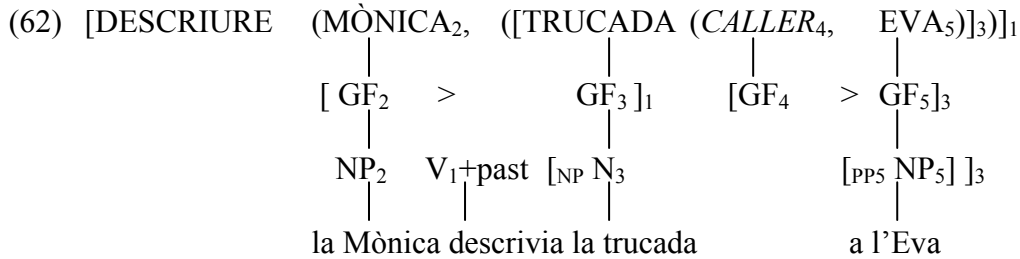 (62) [DESCRIURE (MÒNICA₂, ([TRUCADA (CALLER₄, EVA₅)]₃)]₁
[ GF₂ > GF₃ ]₁ [GF₄ > GF₅]₃
NP₂ V₁+past [NP N₃ [PP5 NP₅] ]₃
la Mònica descrivia la trucada a l’Eva